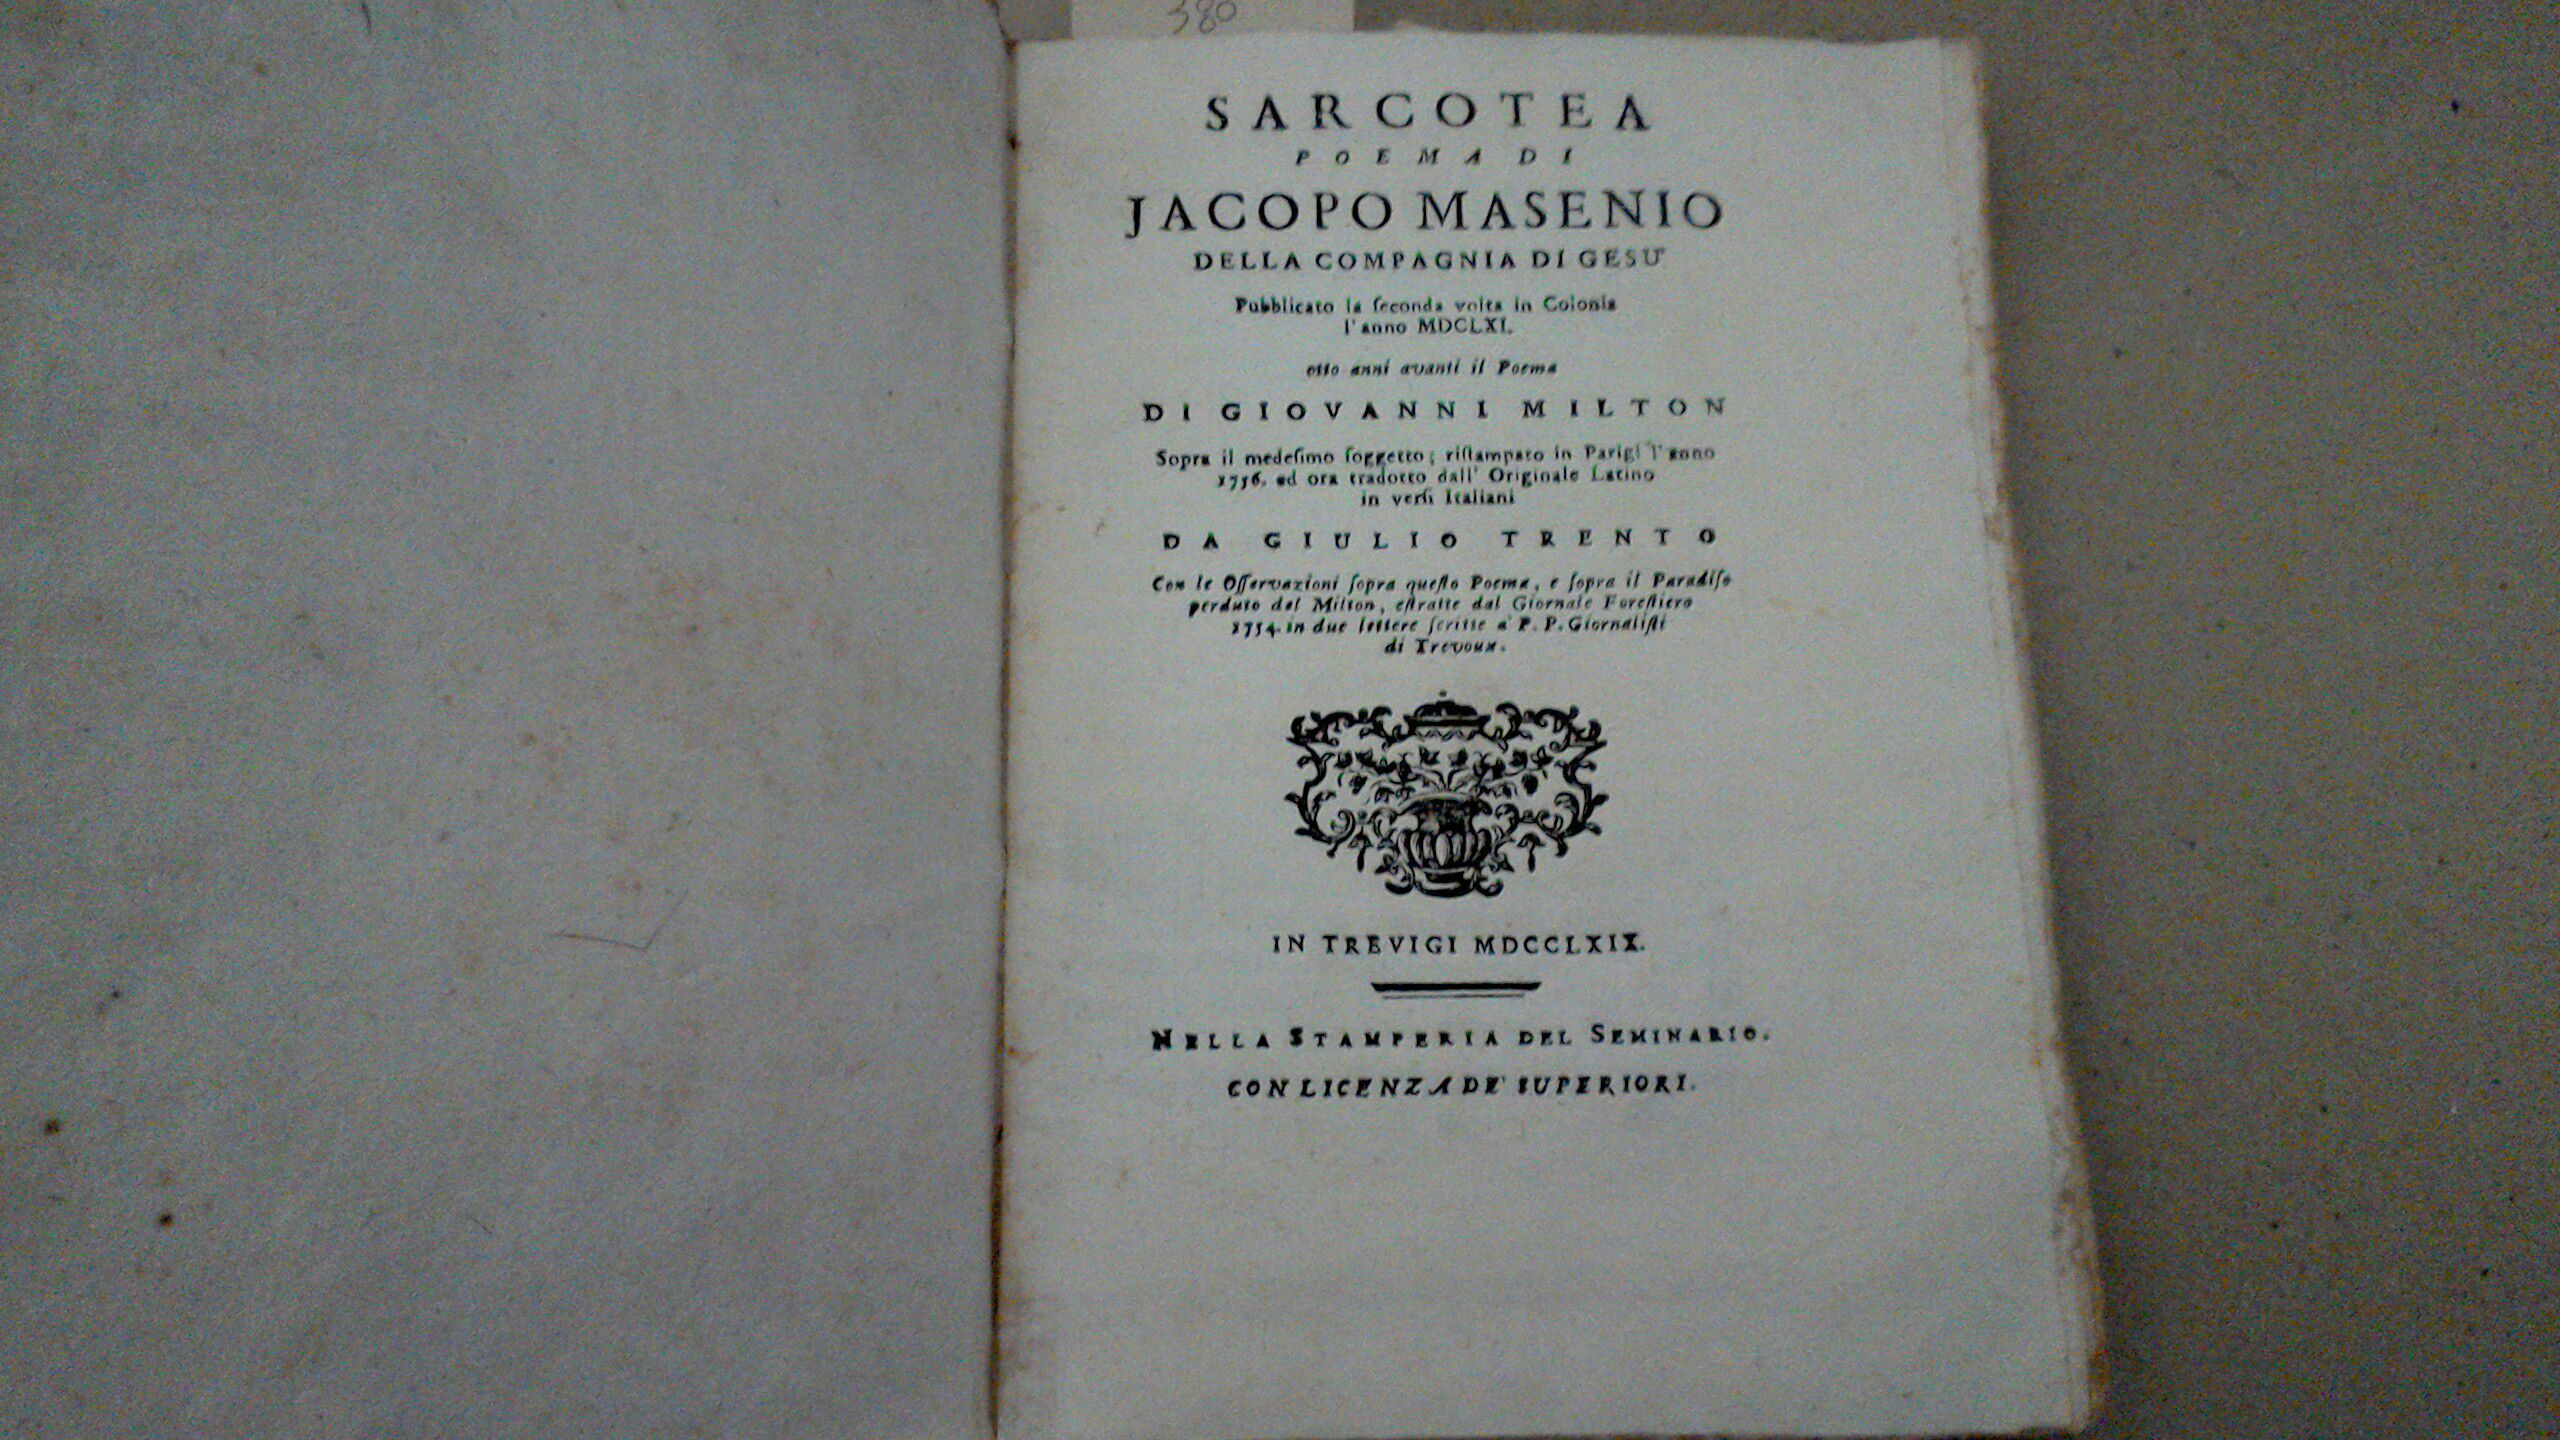 380
SARCOTEA
POEMA DI
JACOPO MASENIO
DELLA COMPAGNIA DI GESU'
Pubblicato la ſeconda volta in Colonia
l'anno MDCLXI.
otto anni avanti il Poema
DI GIOVANNI MILTON
Sopra il medeſimo ſoggetto; riſtampato in Parigi l'anno
1756. ed ora tradotto dall' Originale Latino
in verſi Italiani
DA GIULIO TRENTO
Con le Oſſervazioni ſopra queſto Poema, e ſopra il Paradiſo
perduto del Milton, eſtratte dal Giornale Foreſtiero
1754 in due lettere ſcritte a' P. P. Giornaliſti
di Trevoux.
IN TREVIGI MDCCLXIX.
NELLA STAMPERIA DEL SEMINARIO.
CON LICENZA DE' SUPERIORI.